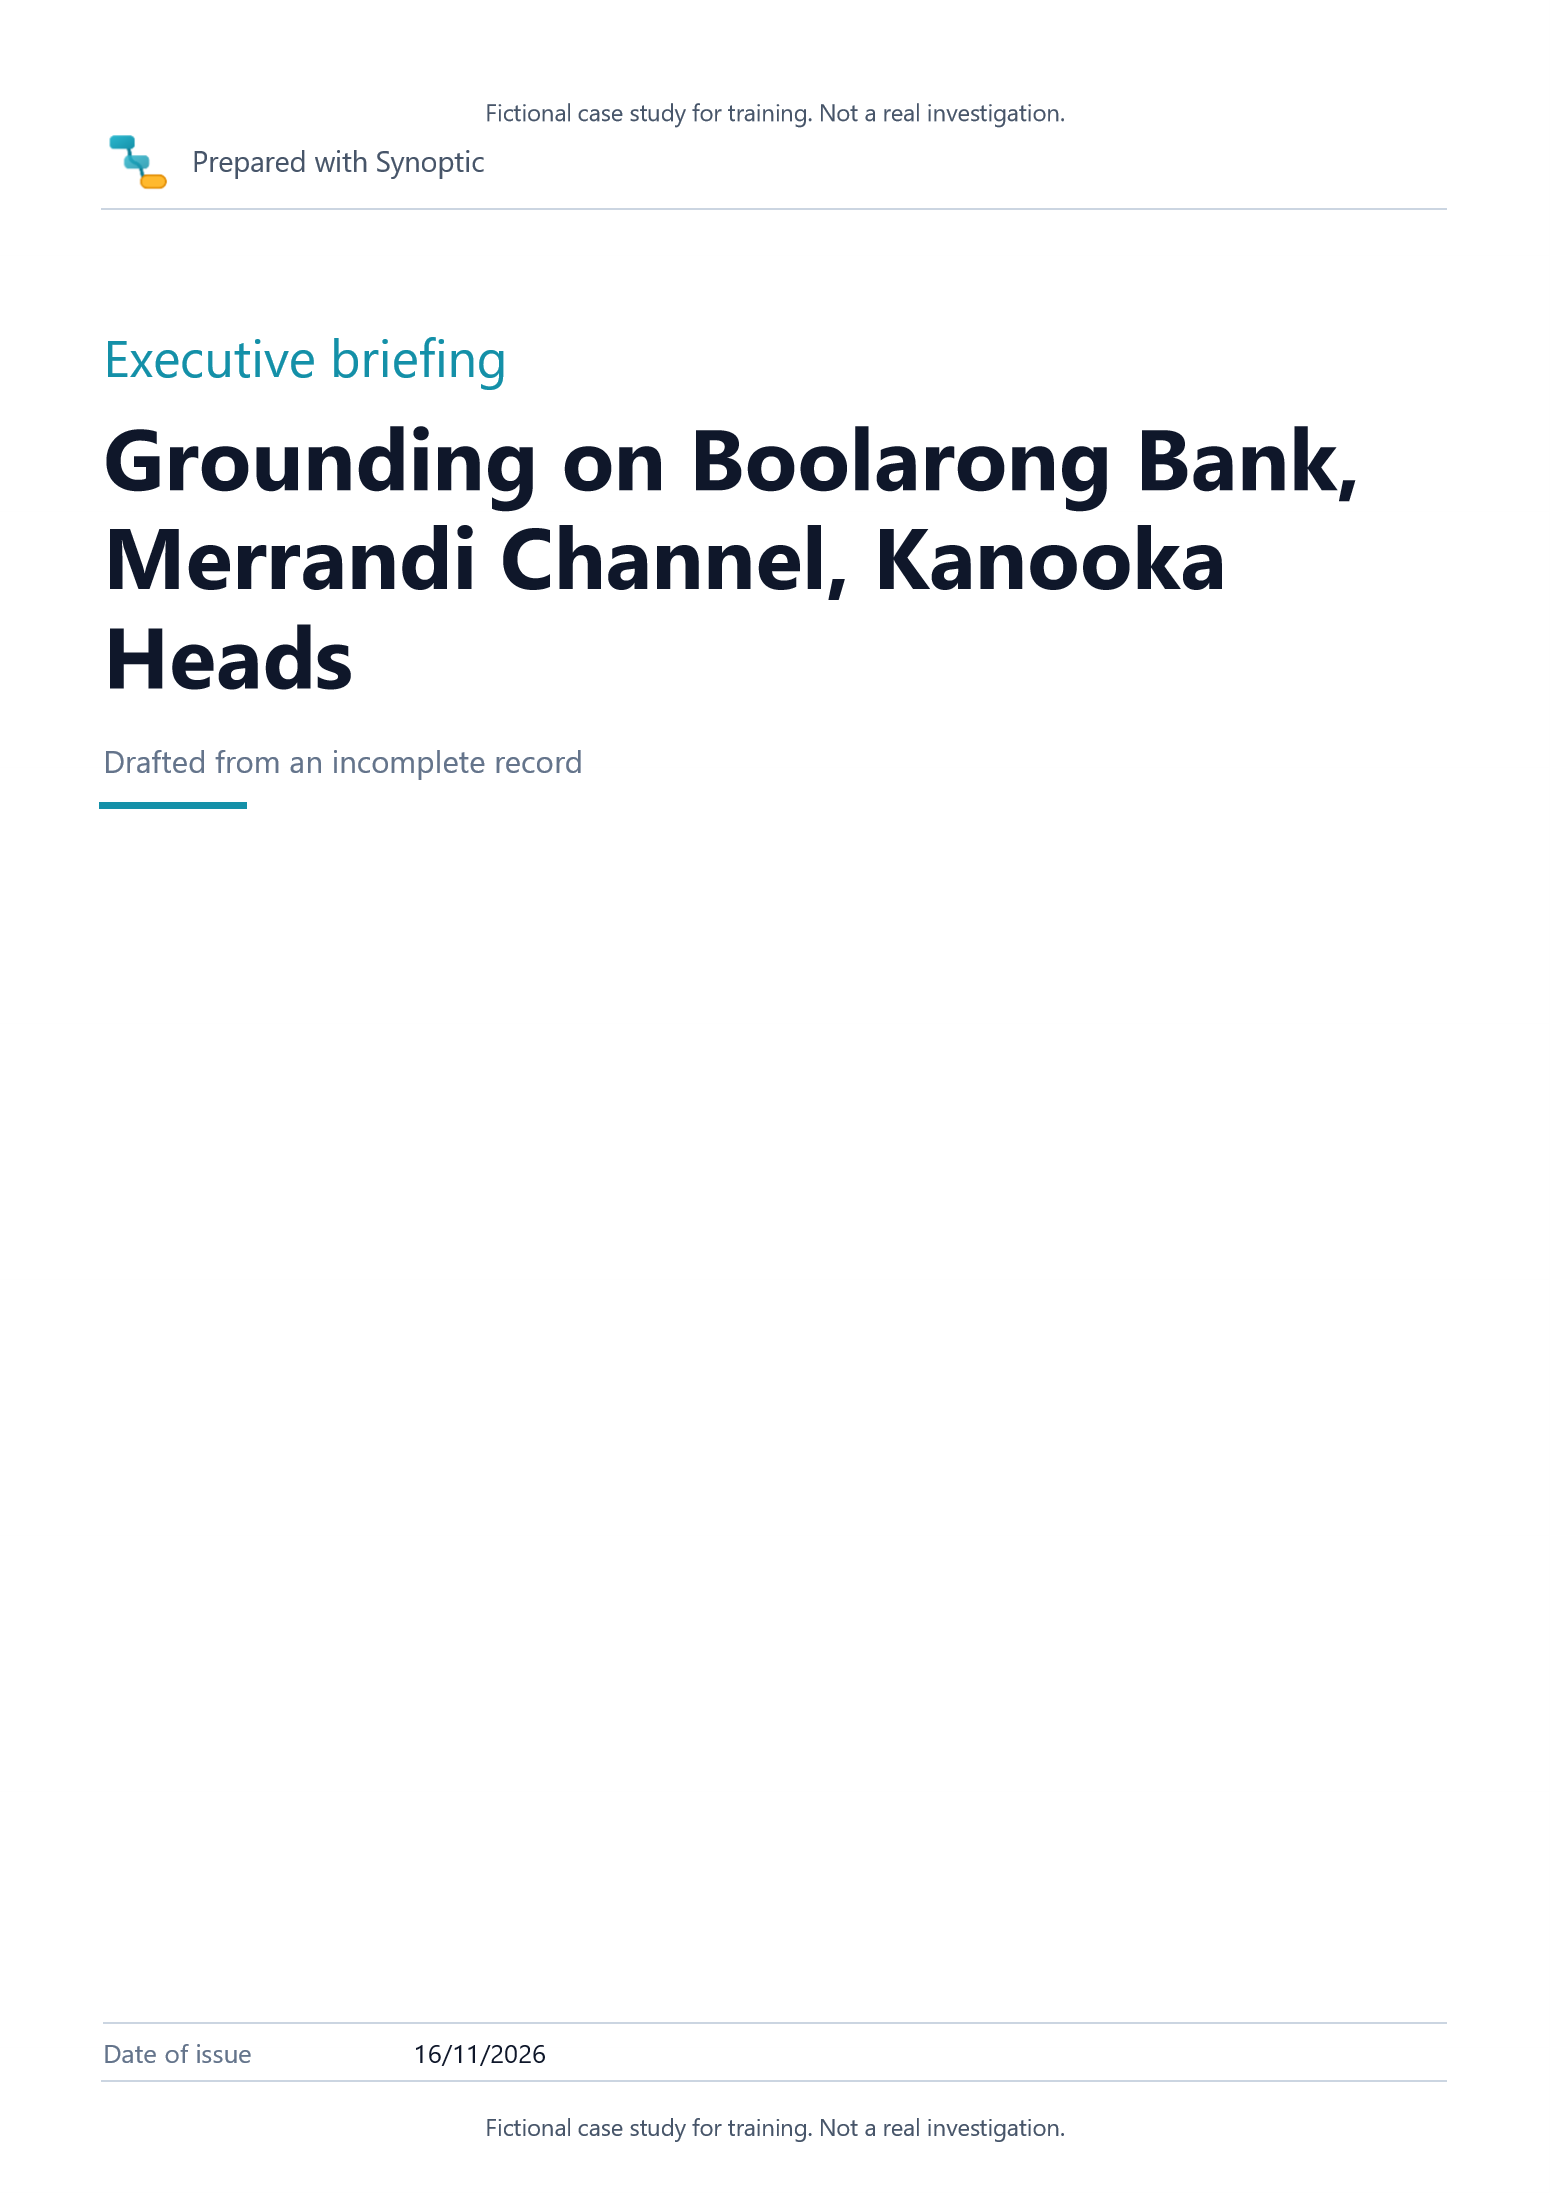 Fictional case study for training. Not a real investigation.
Prepared with Synoptic
Executive briefing
Grounding on Boolarong Bank,
Merrandi Channel, Kanooka
Heads
Drafted from an incomplete record
Date of issue 16/11/2026
Fictional case study for training. Not a real investigation.